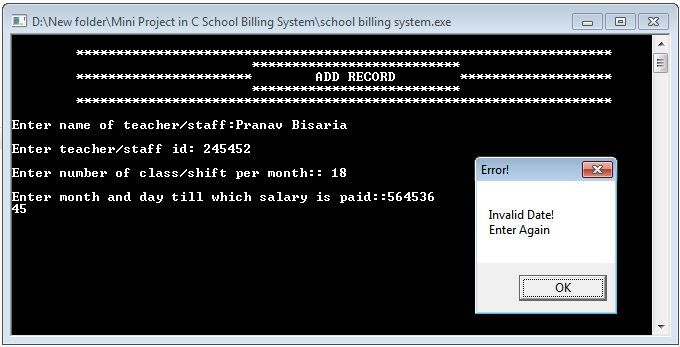 D:\New folder\Mini Project in C School Billing System\school billing system.exe
*******************************************************************
**************************
********************** ADD RECORD *******************
**************************
*******************************************************************
Enter name of teacher/staff:Pranav Bisaria
Enter teacher/staff id: 245452
Enter number of class/shift per month:: 18
Enter month and day till which salary is paid::564536
45
Error!
Invalid Date!
Enter Again
OK